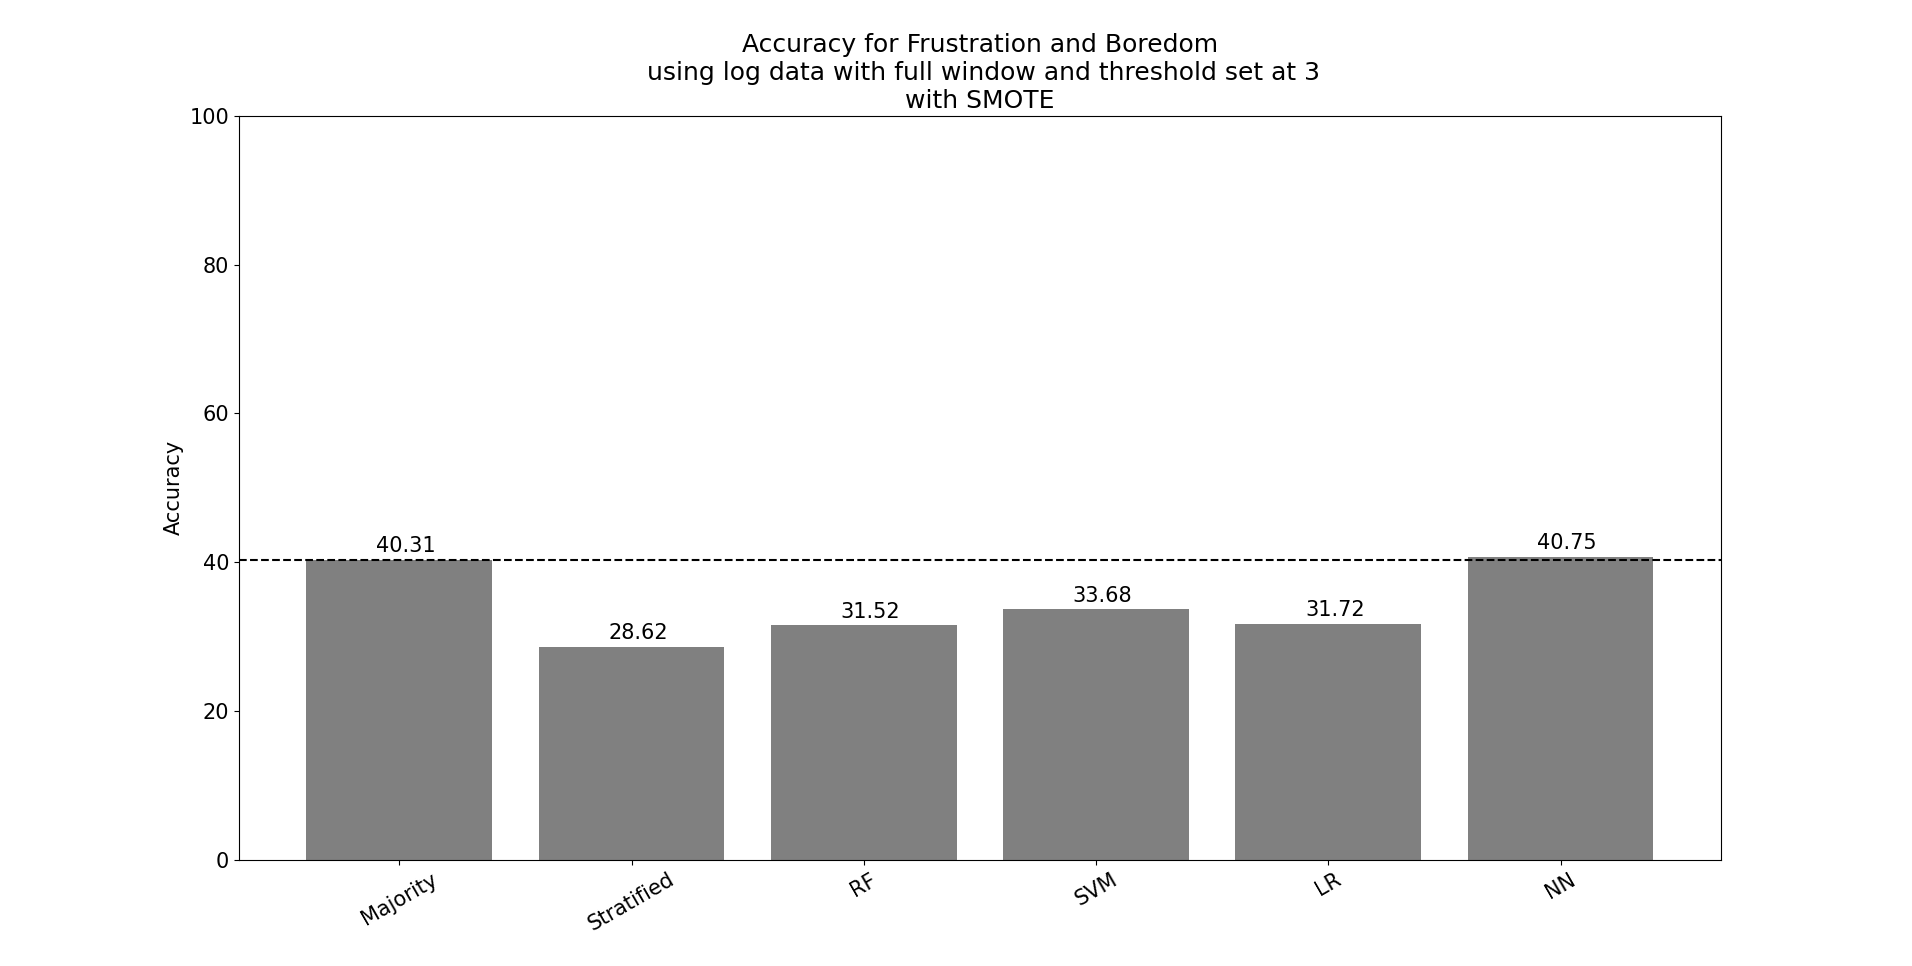 Accuracy for Frustration and Boredom
using log data with full window and threshold set at 3
with SMOTE
100
80
60
40
20
0
Accuracy
40.31
28.62
31.52
33.68
31.72
40.75
Majority
Stratified
RF
SVM
LR
NN